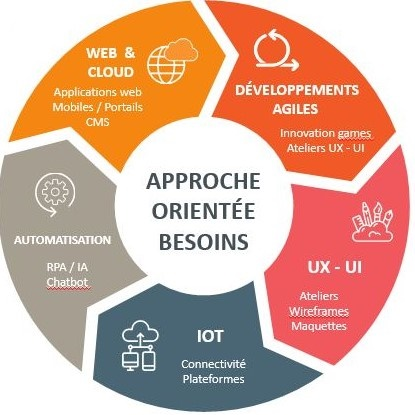 WEB & CLOUD
Applications web
Mobiles / Portails
CMS
DÉVELOPPEMENTS
AGILES
Innovation games
Ateliers UX - UI
UX - UI
Ateliers
Wireframes
Maquettes
IOT
Connectivité
Plateformes
AUTOMATISATION
RPA / IA
Chatbot
APPROCHE
ORIENTÉE
BESOINS